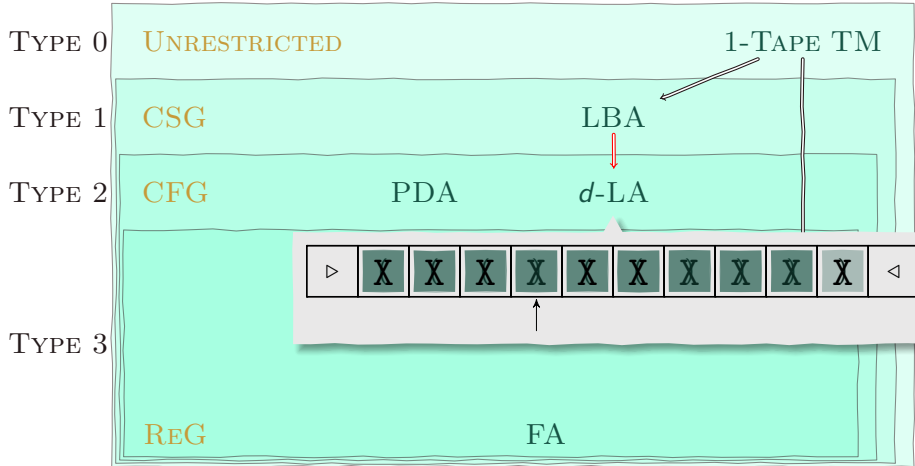 TYPE 0 UNRESTRICTED 1-TAPE TM
TYPE 1 CSG LBA
TYPE 2 CFG PDA d-LA
▷ X X X X X X X X X X ◁
TYPE 3
REG FA